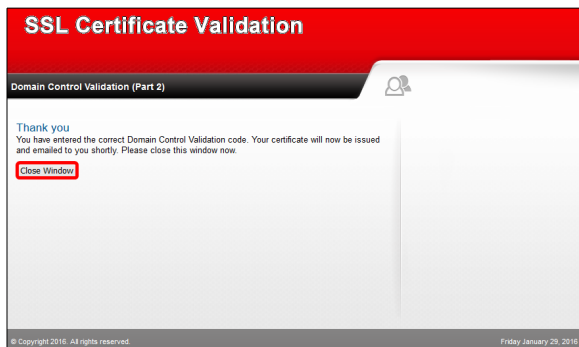 SSL Certificate Validation
Domain Control Validation (Part 2)
Thank you
You have entered the correct Domain Control Validation code. Your certificate will now be issued
and emailed to you shortly. Please close this window now.
Close Window
© Copyright 2016. All rights reserved.
Friday January 29, 2016